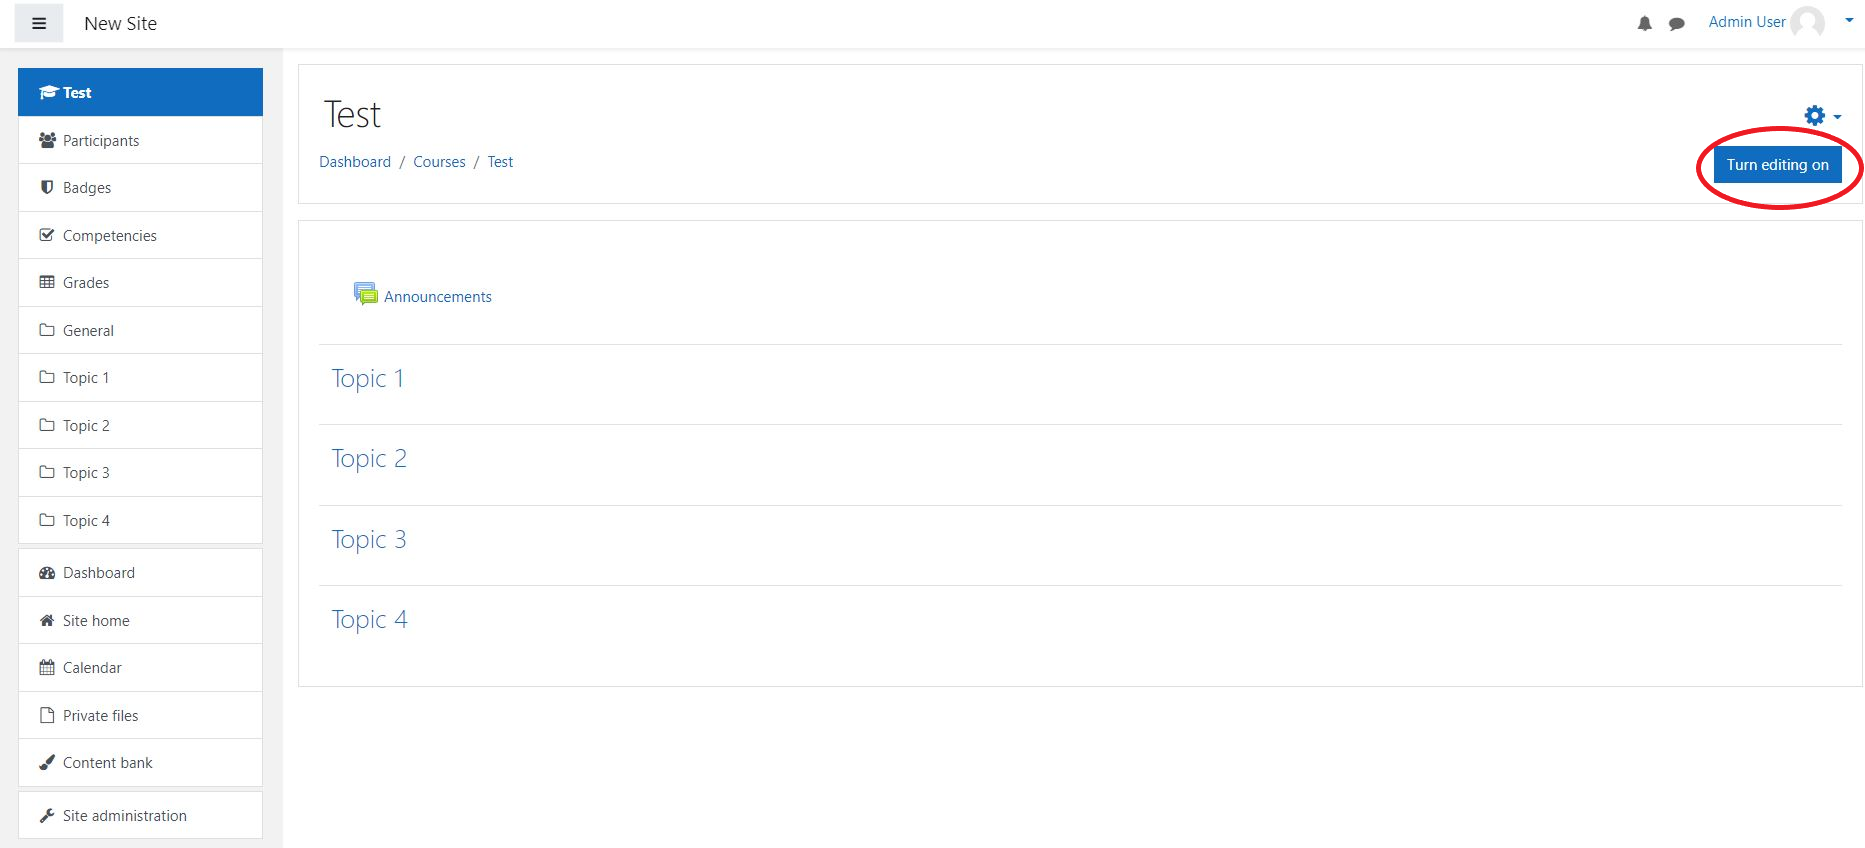 New Site
Admin User
Test
Participants
Badges
Competencies
Grades
General
Topic 1
Topic 2
Topic 3
Topic 4
Dashboard
Site home
Calendar
Private files
Content bank
Site administration
Test
Dashboard / Courses / Test
Turn editing on
Announcements
Topic 1
Topic 2
Topic 3
Topic 4